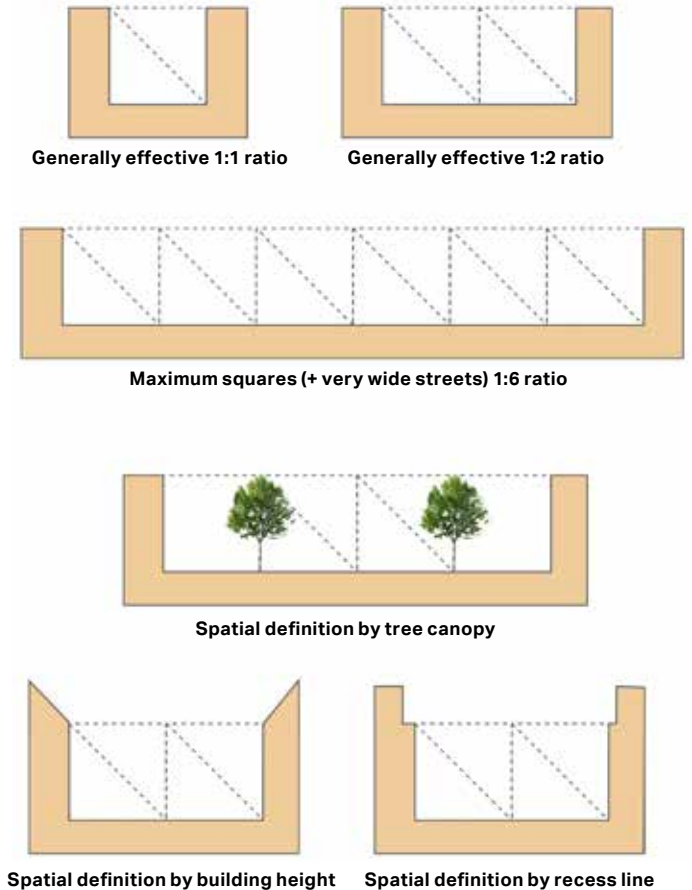 Generally effective 1:1 ratio
Generally effective 1:2 ratio
Maximum squares (+ very wide streets) 1:6 ratio
Spatial definition by tree canopy
Spatial definition by building height
Spatial definition by recess line